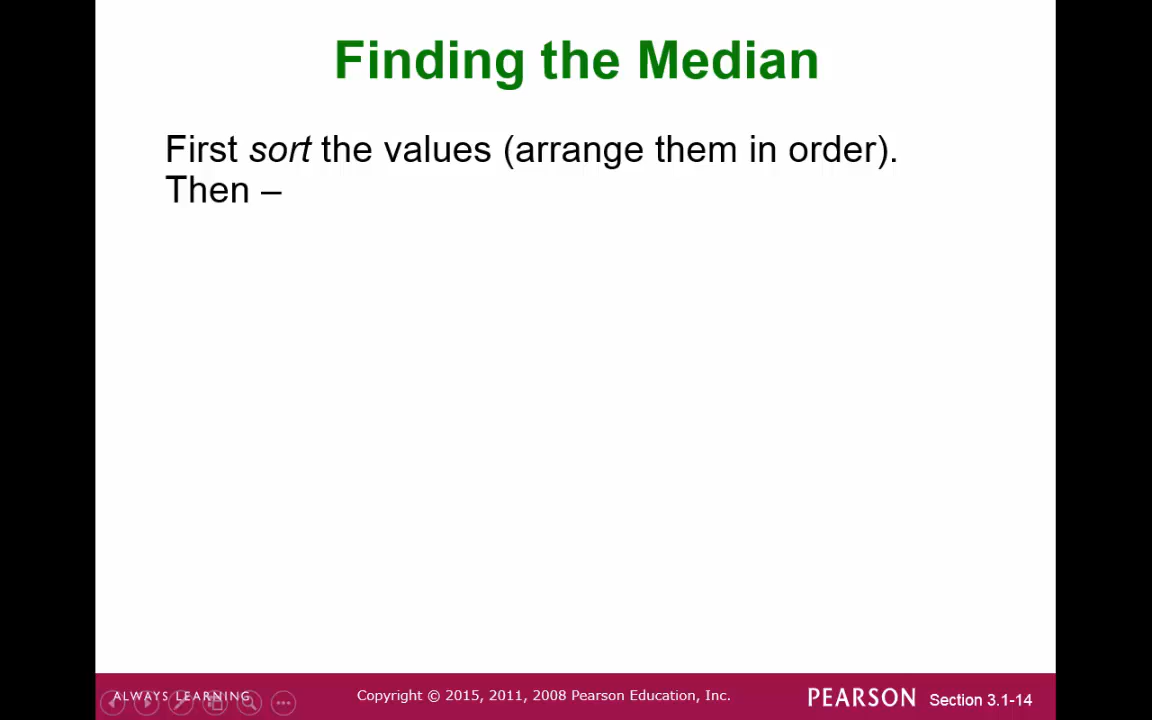 Finding the Median
First sort the values (arrange them in order).
Then –
ALWAYS LEARNING
Copyright © 2015, 2011, 2008 Pearson Education, Inc.
PEARSON
Section 3.1-14